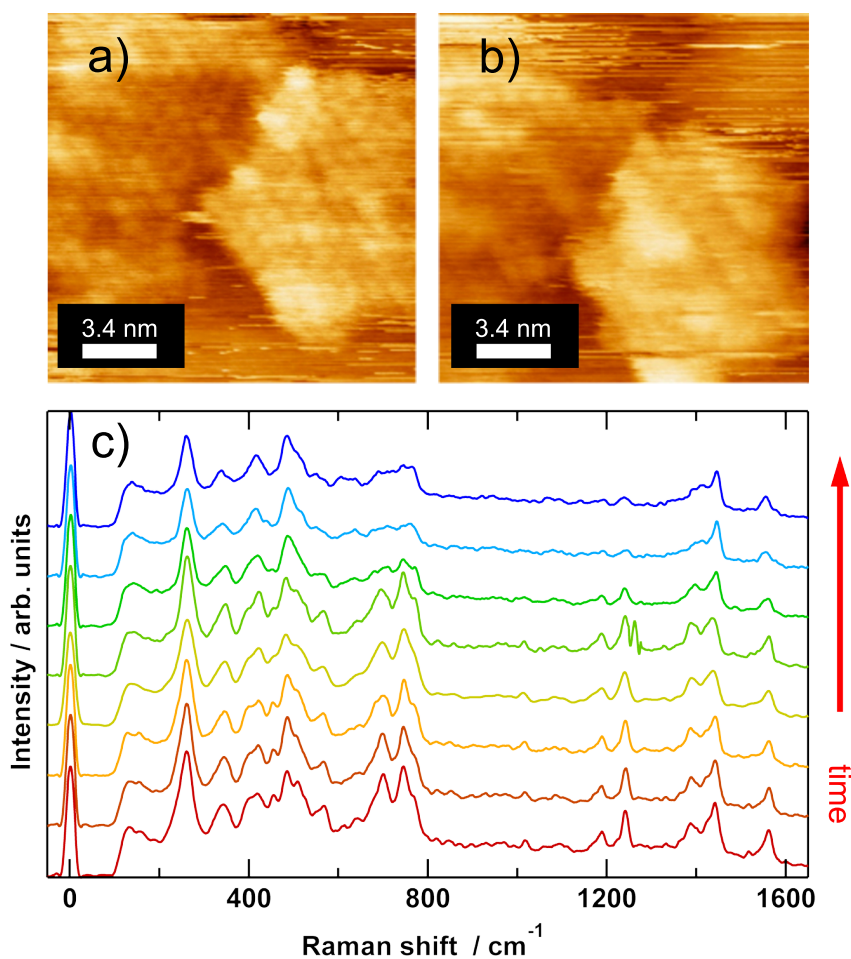 a)
b)
3.4 nm
3.4 nm
c)
Intensity / arb. units
time
0
400
800
1200
1600
Raman shift / cm-1